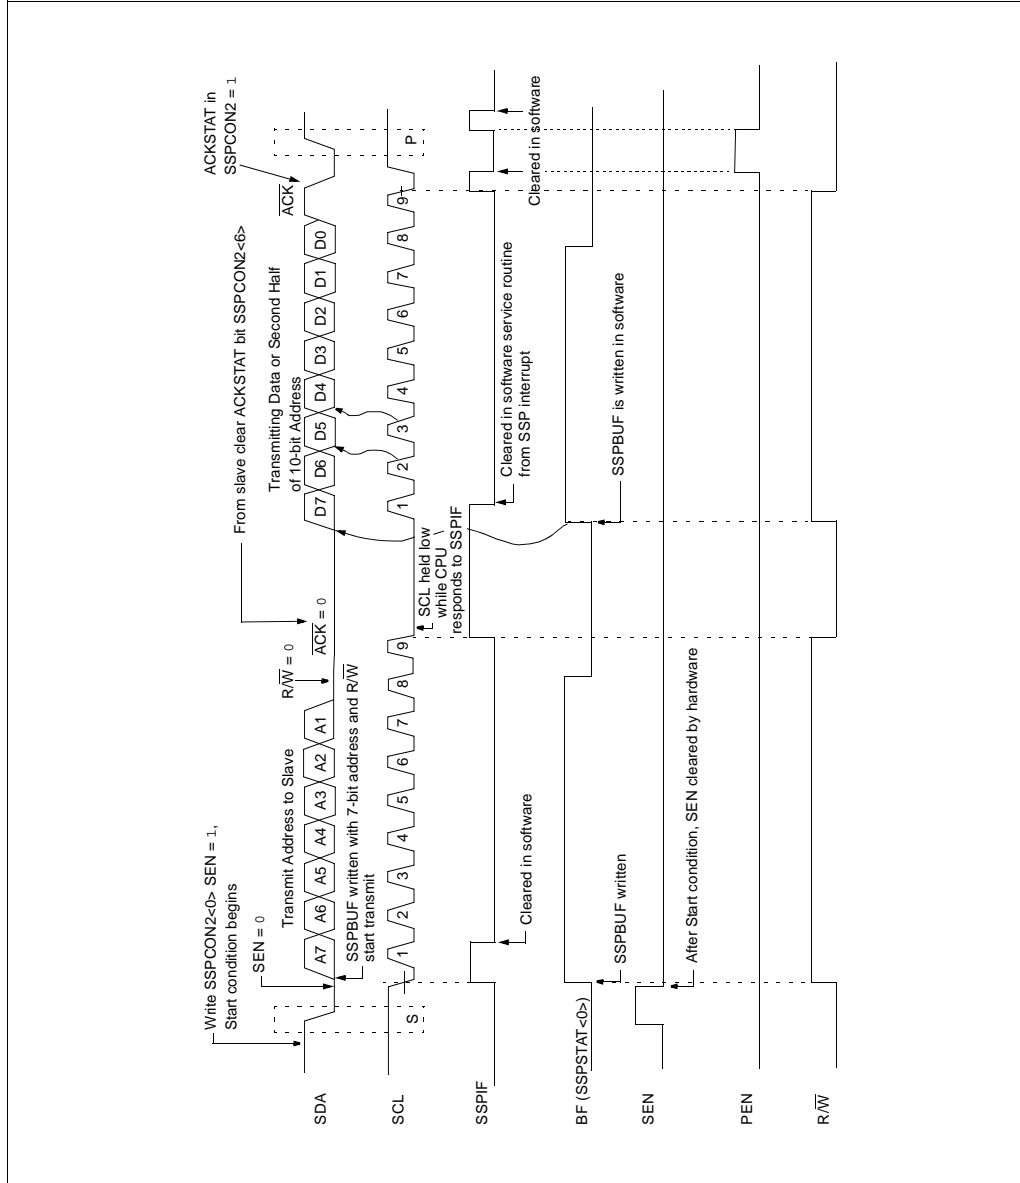 Write SSPCON2<0> SEN = 1,
Start condition begins
SEN = 0
Transmit Address to Slave
R/W = 0
ACK = 0
From slave clear ACKSTAT bit SSPCON2<6>
Transmitting Data or Second Half
of 10-bit Address
ACK
ACKSTAT in
SSPCON2 = 1
SDA
A7 A6 A5 A4 A3 A2 A1
D7 D6 D5 D4 D3 D2 D1 D0
SSPBUF written with 7-bit address and R/W
start transmit
SCL
S
1 2 3 4 5 6 7 8 9
1 2 3 4 5 6 7 8 9
P
SCL held low
while CPU
responds to SSPIF
SSPIF
Cleared in software
Cleared in software service routine
from SSP interrupt
Cleared in software
BF (SSPSTAT<0>)
SSPBUF written
SSPBUF is written in software
SEN
After Start condition, SEN cleared by hardware
PEN
R/W